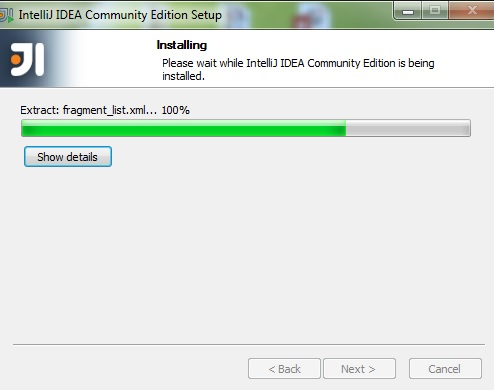 IntelliJ IDEA Community Edition Setup
Installing
Please wait while IntelliJ IDEA Community Edition is being
installed.
Extract: fragment_list.xml... 100%
Show details
< Back
Next >
Cancel